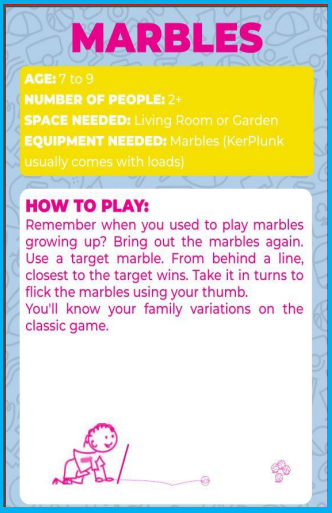 MARBLES
AGE: 7 to 9
NUMBER OF PEOPLE: 2+
SPACE NEEDED: Living Room or Garden
EQUIPMENT NEEDED: Marbles (KerPlunk
usually comes with loads)
HOW TO PLAY:
Remember when you used to play marbles
growing up? Bring out the marbles again.
Use a target marble. From behind a line,
closest to the target wins. Take it in turns to
flick the marbles using your thumb.
You'll know your family variations on the
classic game.